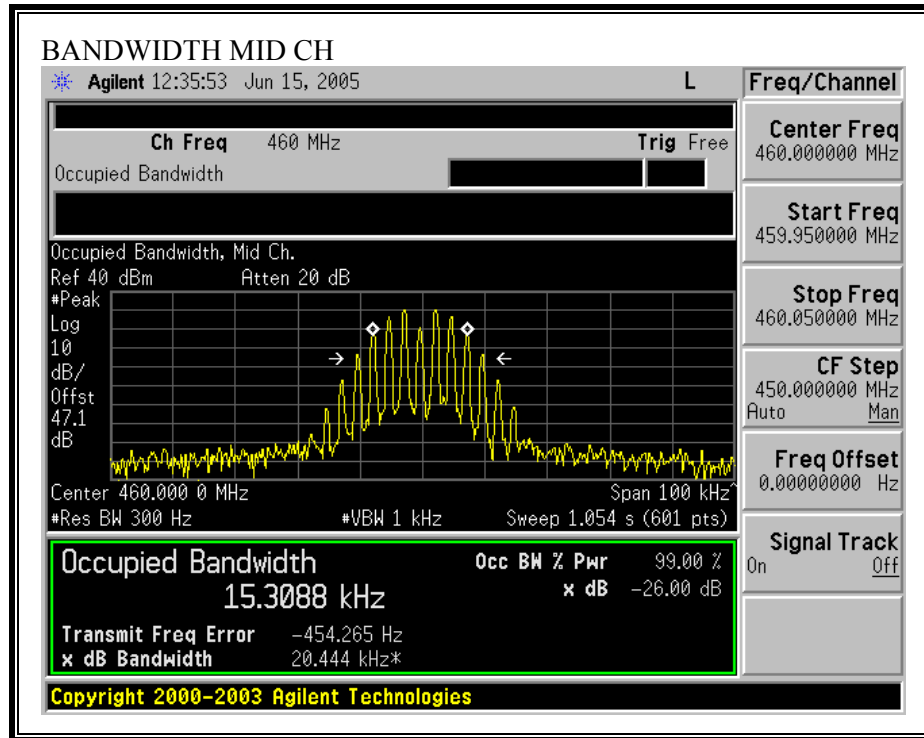 BANDWIDTH MID CH
Agilent 12:35:53 Jun 15, 2005 L
Freq/Channel
Ch Freq 460 MHz Trig Free
Occupied Bandwidth
Center Freq
460.000000 MHz
Start Freq
459.950000 MHz
Stop Freq
460.050000 MHz
CF Step
450.000000 MHz
Auto Man
Freq Offset
0.00000000 Hz
Signal Track
On Off
Occupied Bandwidth, Mid Ch.
Ref 40 dBm Atten 20 dB
#Peak
Log
10
dB/
Offst
47.1
dB
Center 460.000 0 MHz Span 100 kHz^
#Res BW 300 Hz #VBW 1 kHz Sweep 1.054 s (601 pts)
Occupied Bandwidth Occ BW % Pwr 99.00 %
15.3088 kHz x dB -26.00 dB
Transmit Freq Error -454.265 Hz
x dB Bandwidth 20.444 kHz*
Copyright 2000-2003 Agilent Technologies